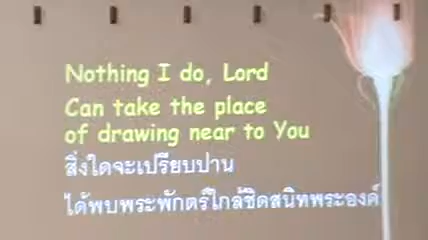 Nothing I do, Lord
Can take the place
of drawing near to You
สิ่งใดจะเปรียบปาน
ได้พบพระพักตร์ใกล้ชิดสนิทพระองค์